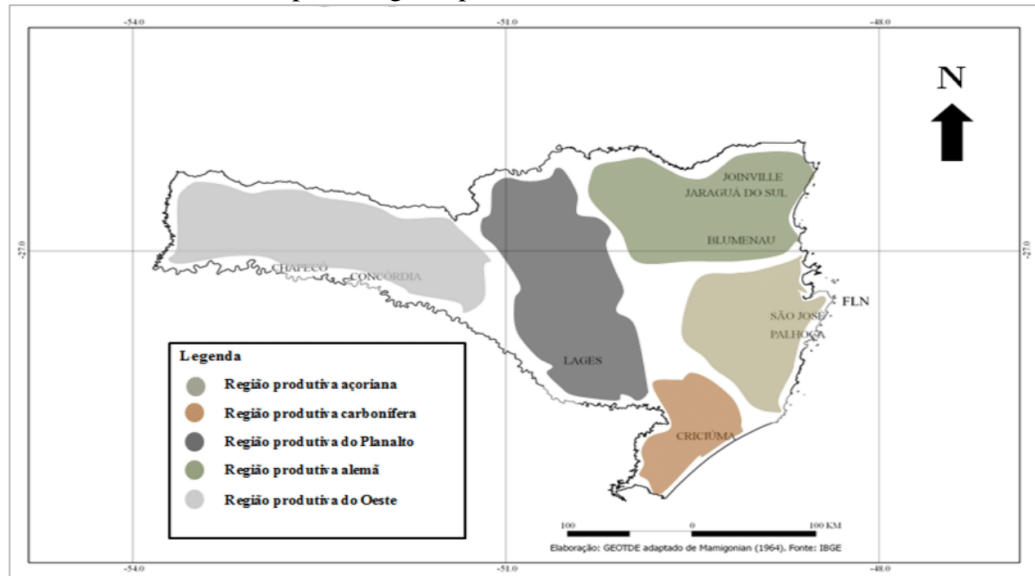 -54.0
-51.0
-48.0
N
JOINVILLE
JARAGUÁ DO SUL
BLUMENAU
-27.0
-27.0
CHAPECÓ
CONCÓRDIA
FLN
SÃO JOSÉ
PALHOÇA
LAGES
CRICIÚMA
Legenda
Região produtiva açoriana
Região produtiva carbonífera
Região produtiva do Planalto
Região produtiva alemã
Região produtiva do Oeste
100 0 100 KM
Elaboração: GEOTDE adaptado de Mamigonian (1964). Fonte: IBGE
-54.0
-51.0
-48.0